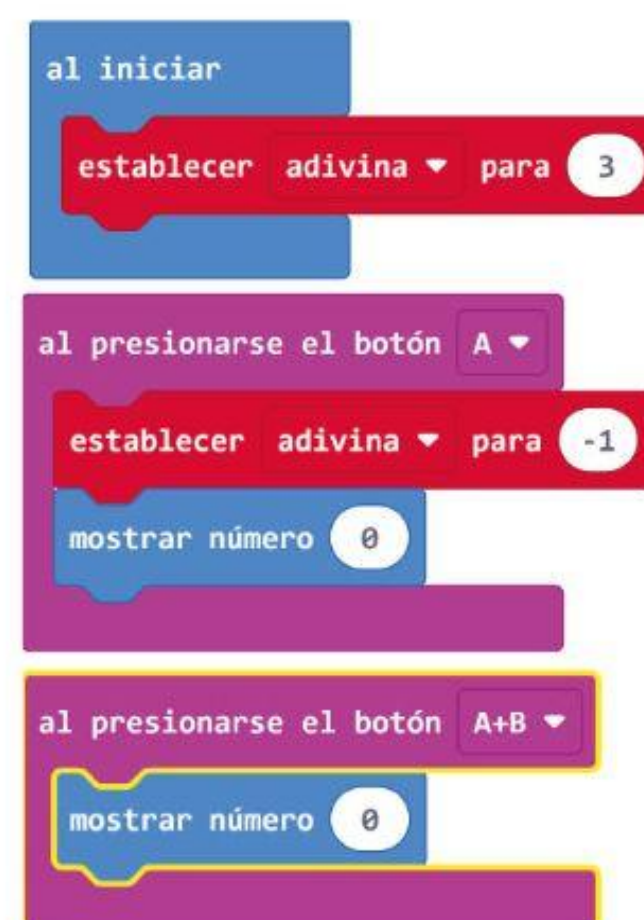 al iniciar
establecer adivina para 3
al presionarse el botón A
establecer adivina para -1
mostrar número 0
al presionarse el botón A+B
mostrar número 0